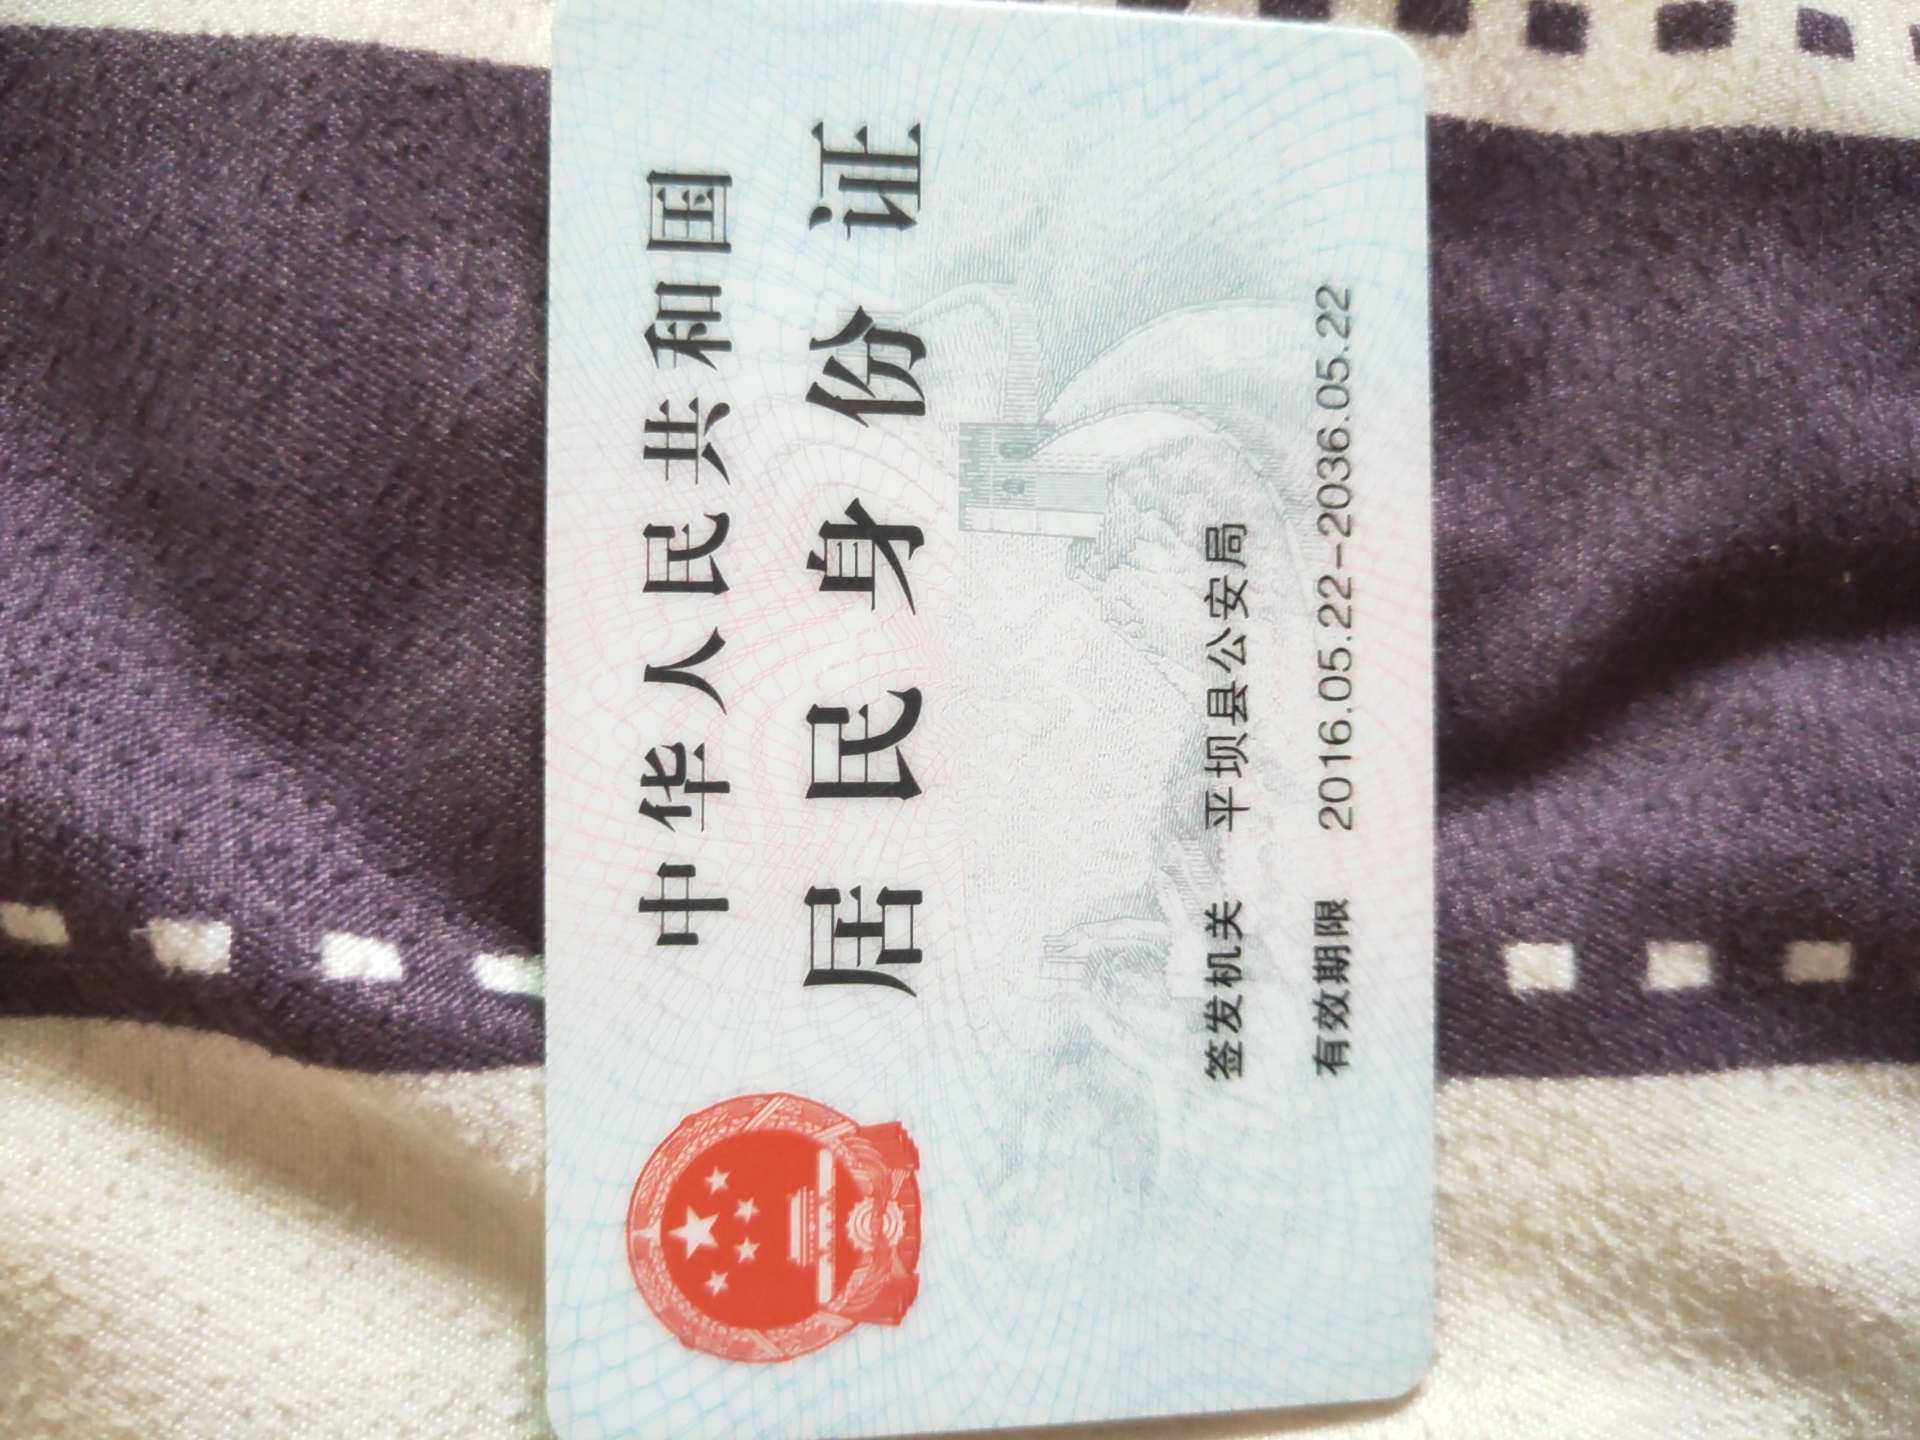 中华人民共和国
居民身份证
签发机关 平坝县公安局
有效期限 2016.05.22-2036.05.22